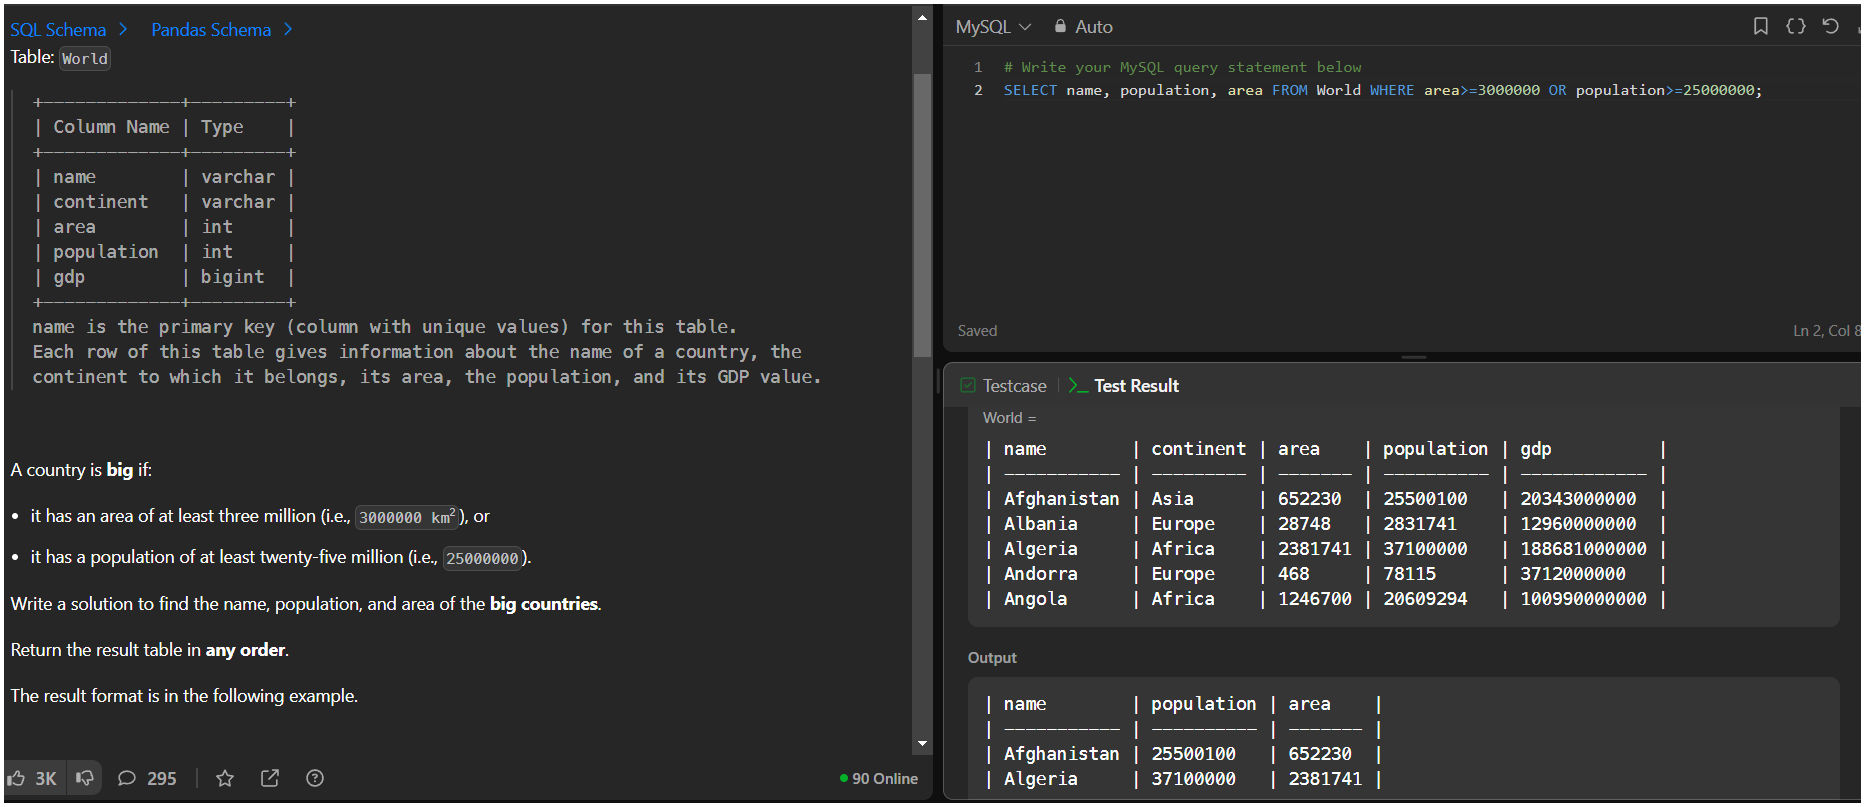 SQL Schema > Pandas Schema >
Table: World
+-------------+---------+
| Column Name | Type    |
+-------------+---------+
| name        | varchar |
| continent   | varchar |
| area        | int     |
| population  | int     |
| gdp         | bigint  |
+-------------+---------+
name is the primary key (column with unique values) for this table.
Each row of this table gives information about the name of a country, the
continent to which it belongs, its area, the population, and its GDP value.
A country is big if:
• it has an area of at least three million (i.e., 3000000 km²), or
• it has a population of at least twenty-five million (i.e., 25000000).
Write a solution to find the name, population, and area of the big countries.
Return the result table in any order.
The result format is in the following example.
3K 295 90 Online
MySQL Auto
1 # Write your MySQL query statement below
2 SELECT name, population, area FROM World WHERE area>=3000000 OR population>=25000000;
Saved Ln 2, Col 8
Testcase | >_ Test Result
World =
| name        | continent | area    | population | gdp          |
| ----------- | --------- | ------- | ---------- | ------------ |
| Afghanistan | Asia      | 652230  | 25500100   | 20343000000  |
| Albania     | Europe    | 28748   | 2831741    | 12960000000  |
| Algeria     | Africa    | 2381741 | 37100000   | 188681000000 |
| Andorra     | Europe    | 468     | 78115      | 3712000000   |
| Angola      | Africa    | 1246700 | 20609294   | 100990000000 |
Output
| name        | population | area    |
| ----------- | ---------- | ------- |
| Afghanistan | 25500100   | 652230  |
| Algeria     | 37100000   | 2381741 |